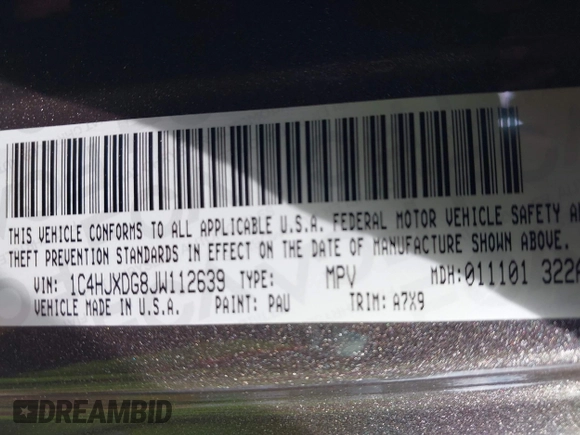 THIS VEHICLE CONFORMS TO ALL APPLICABLE U.S.A. FEDERAL MOTOR VEHICLE SAFETY
THEFT PREVENTION STANDARDS IN EFFECT ON THE DATE OF MANUFACTURE SHOWN ABOVE.
VIN: 1C4HJXDG8JW112639 TYPE: MPV MDH: 011101 322
VEHICLE MADE IN U.S.A. PAINT: PAU TRIM: A7X9
DREAMBID